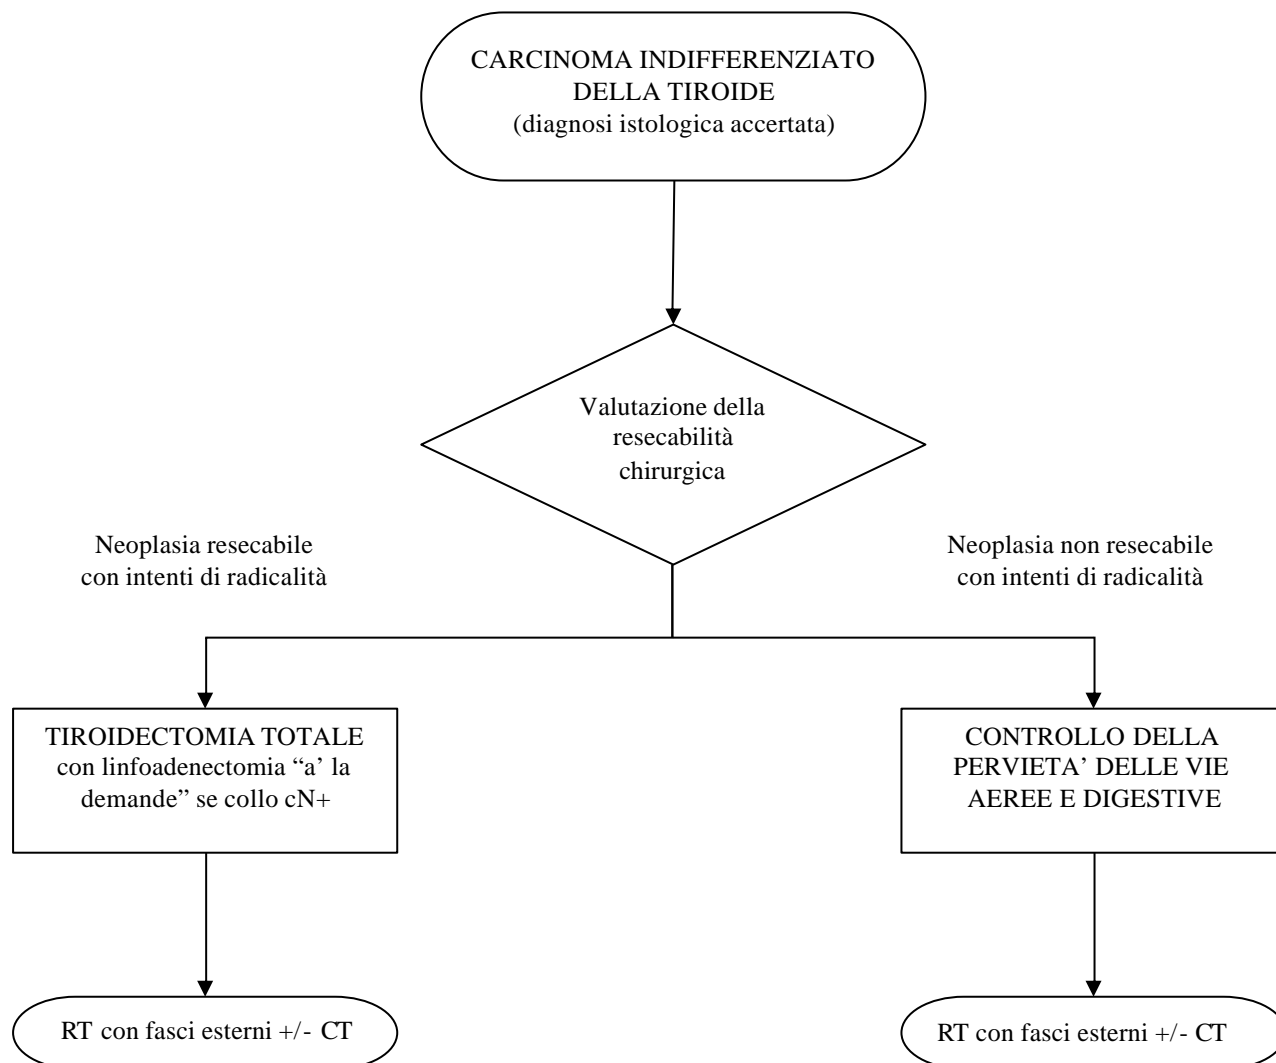 CARCINOMA INDIFFERENZIATO
DELLA TIROIDE
(diagnosi istologica accertata)
Valutazione della
resecabilità
chirurgica
Neoplasia resecabile
con intenti di radicalità
Neoplasia non resecabile
con intenti di radicalità
TIROIDECTOMIA TOTALE
con linfoadenectomia “a’ la
demande” se collo cN+
CONTROLLO DELLA
PERVIETA’ DELLE VIE
AEREE E DIGESTIVE
RT con fasci esterni +/- CT
RT con fasci esterni +/- CT